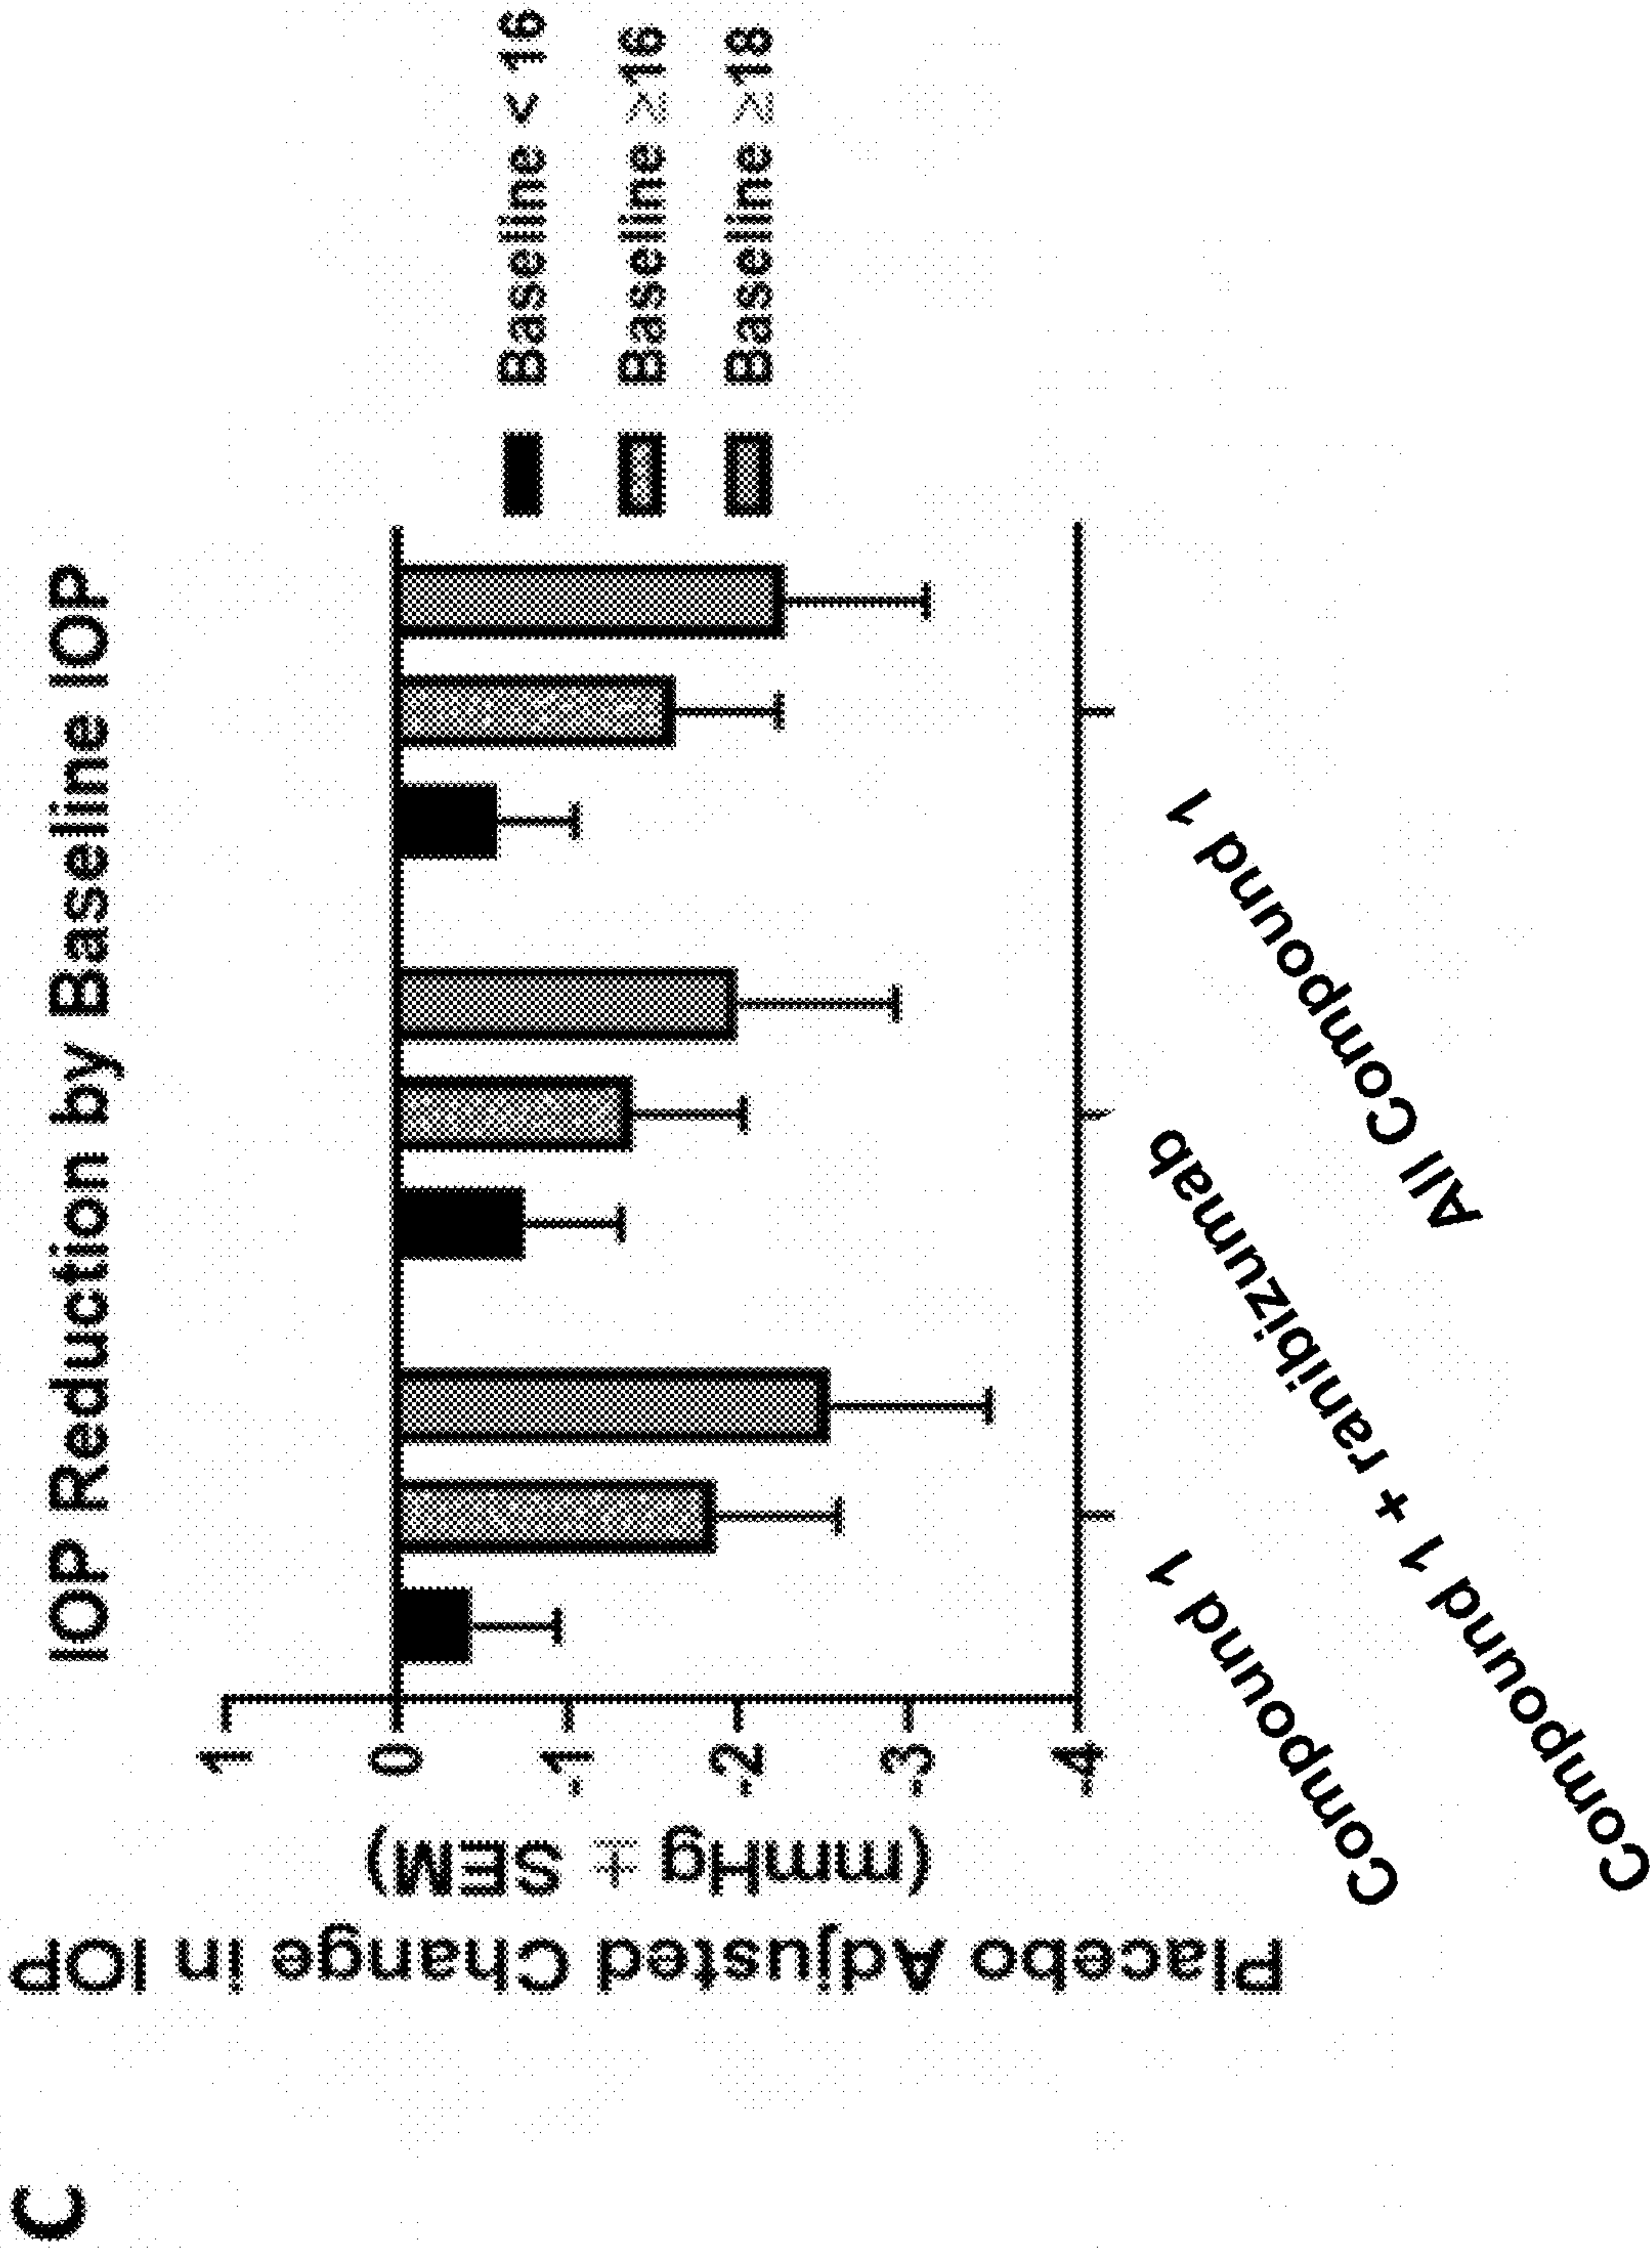 C
IOP Reduction by Baseline IOP
Placebo Adjusted Change in IOP
(mmHg ± SEM)
1
0
-1
-2
-3
-4
Baseline < 16
Baseline ≥16
Baseline ≥18
Compound 1
Compound 1 + ranibizumab
All Compound 1